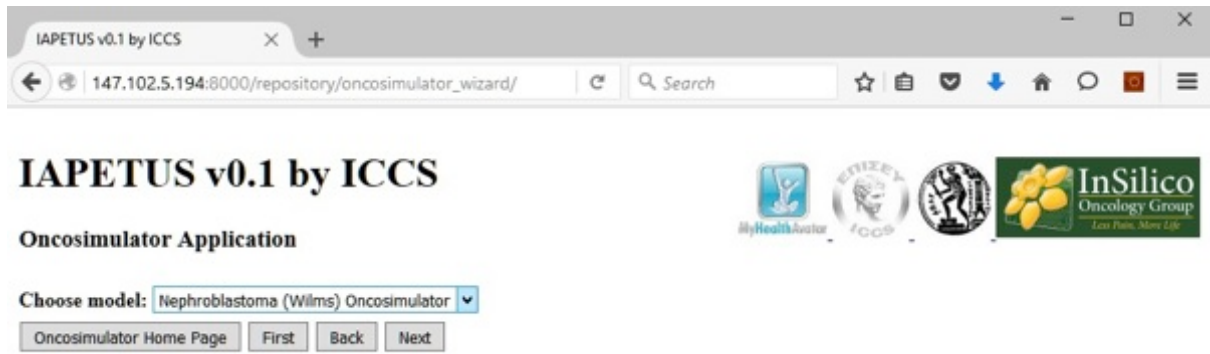 IAPETUS v0.1 by ICCS
147.102.5.194:8000/repository/oncosimulator_wizard/
Search
IAPETUS v0.1 by ICCS
MyHealthAvatar
ΕΠΙΣΕΥ
ICCS
InSilico
Oncology Group
Less Pain, More Life
Oncosimulator Application
Choose model: Nephroblastoma (Wilms) Oncosimulator
Oncosimulator Home Page First Back Next